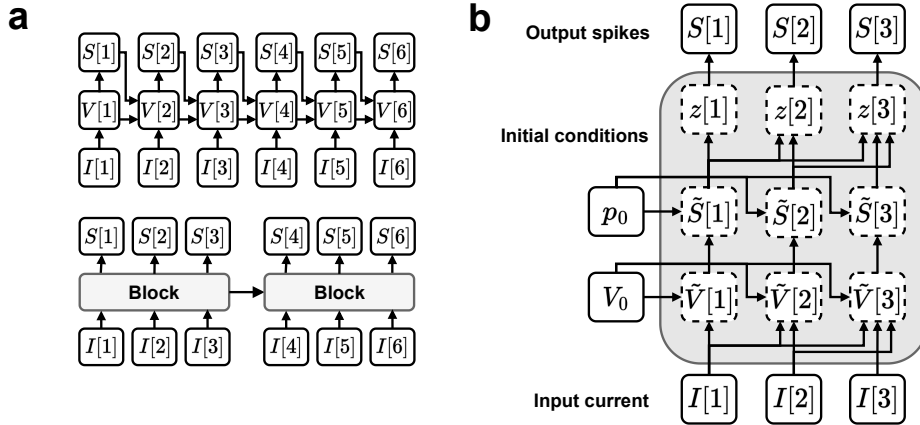 a
S[1] S[2] S[3] S[4] S[5] S[6]
V[1] V[2] V[3] V[4] V[5] V[6]
I[1] I[2] I[3] I[4] I[5] I[6]
S[1] S[2] S[3] S[4] S[5] S[6]
Block Block
I[1] I[2] I[3] I[4] I[5] I[6]
b
Output spikes S[1] S[2] S[3]
z[1] z[2] z[3]
Initial conditions
p₀ S̃[1] S̃[2] S̃[3]
V₀ Ṽ[1] Ṽ[2] Ṽ[3]
Input current I[1] I[2] I[3]